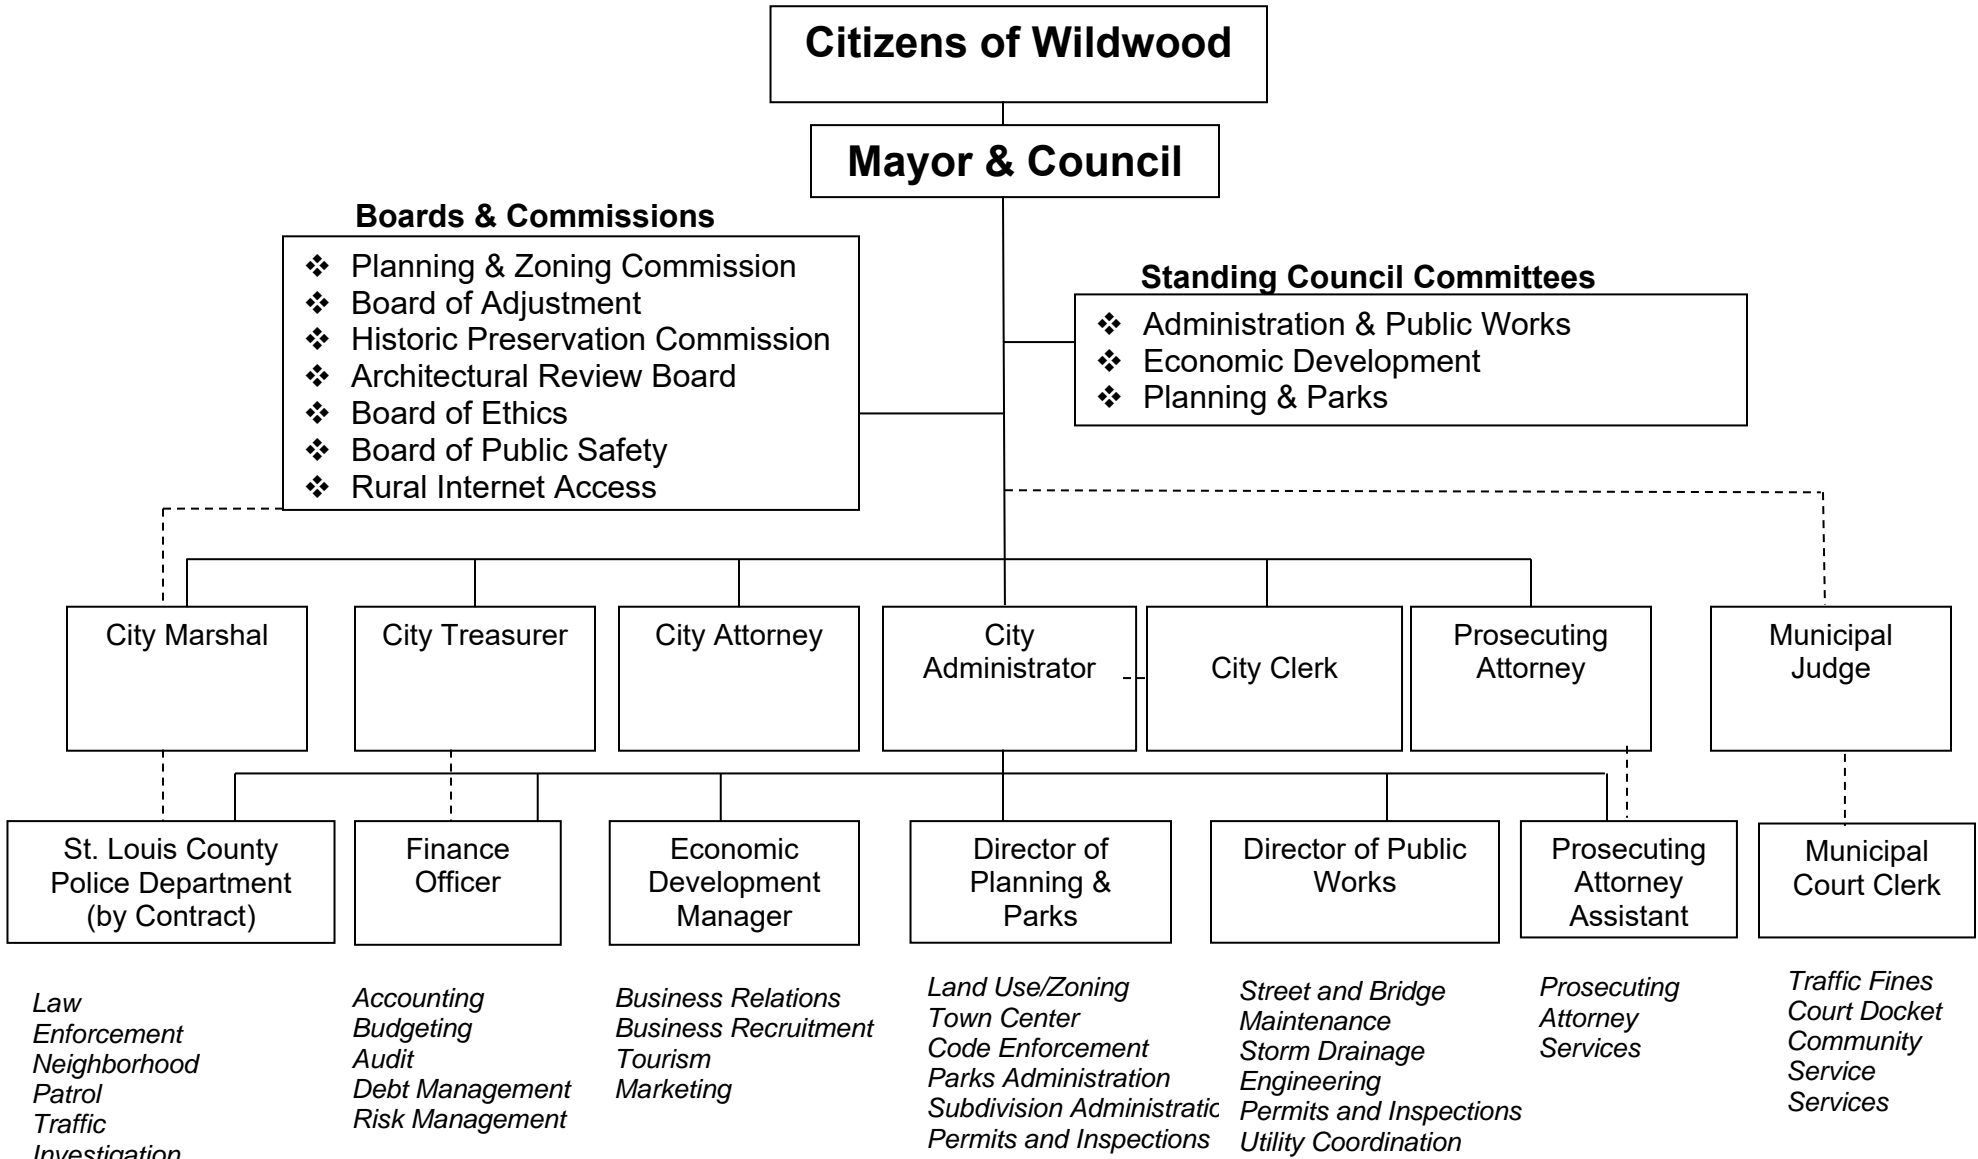 Citizens of Wildwood
Mayor & Council
Boards & Commissions
❖ Planning & Zoning Commission
❖ Board of Adjustment
❖ Historic Preservation Commission
❖ Architectural Review Board
❖ Board of Ethics
❖ Board of Public Safety
❖ Rural Internet Access
Standing Council Committees
❖ Administration & Public Works
❖ Economic Development
❖ Planning & Parks
City Marshal
City Treasurer
City Attorney
City
Administrator
City Clerk
Prosecuting
Attorney
Municipal
Judge
St. Louis County
Police Department
(by Contract)
Finance
Officer
Economic
Development
Manager
Director of
Planning &
Parks
Director of Public
Works
Prosecuting
Attorney
Assistant
Municipal
Court Clerk
Law
Enforcement
Neighborhood
Patrol
Traffic
Investigation
Accounting
Budgeting
Audit
Debt Management
Risk Management
Business Relations
Business Recruitment
Tourism
Marketing
Land Use/Zoning
Town Center
Code Enforcement
Parks Administration
Subdivision Administratio
Permits and Inspections
Street and Bridge
Maintenance
Storm Drainage
Engineering
Permits and Inspections
Utility Coordination
Prosecuting
Attorney
Services
Traffic Fines
Court Docket
Community
Service
Services